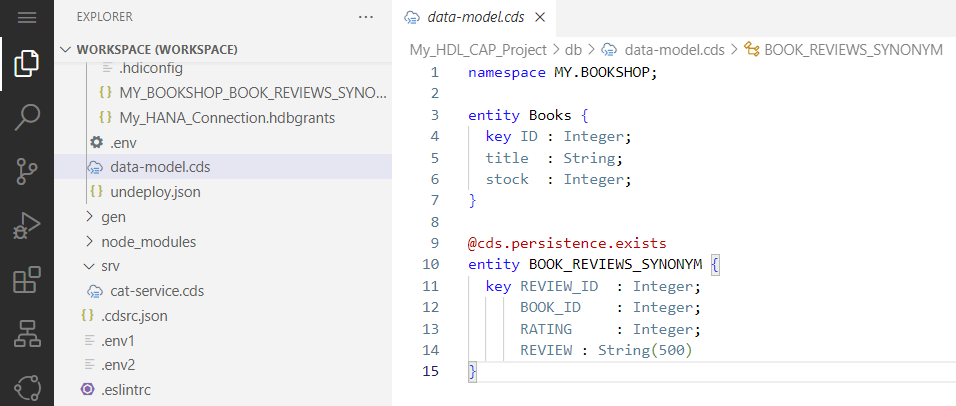 EXPLORER
WORKSPACE (WORKSPACE)
.hdiconfig
{} MY_BOOKSHOP_BOOK_REVIEWS_SYNO...
{} My_HANA_Connection.hdbgrants
.env
data-model.cds
{} undeploy.json
gen
node_modules
srv
cat-service.cds
{} .cdsrc.json
.env1
.env2
.eslintrc
data-model.cds
My_HDL_CAP_Project > db > data-model.cds > BOOK_REVIEWS_SYNONYM
1 namespace MY.BOOKSHOP;
2
3 entity Books {
4 key ID : Integer;
5 title : String;
6 stock : Integer;
7 }
8
9 @cds.persistence.exists
10 entity BOOK_REVIEWS_SYNONYM {
11 key REVIEW_ID : Integer;
12 BOOK_ID : Integer;
13 RATING : Integer;
14 REVIEW : String(500)
15 }